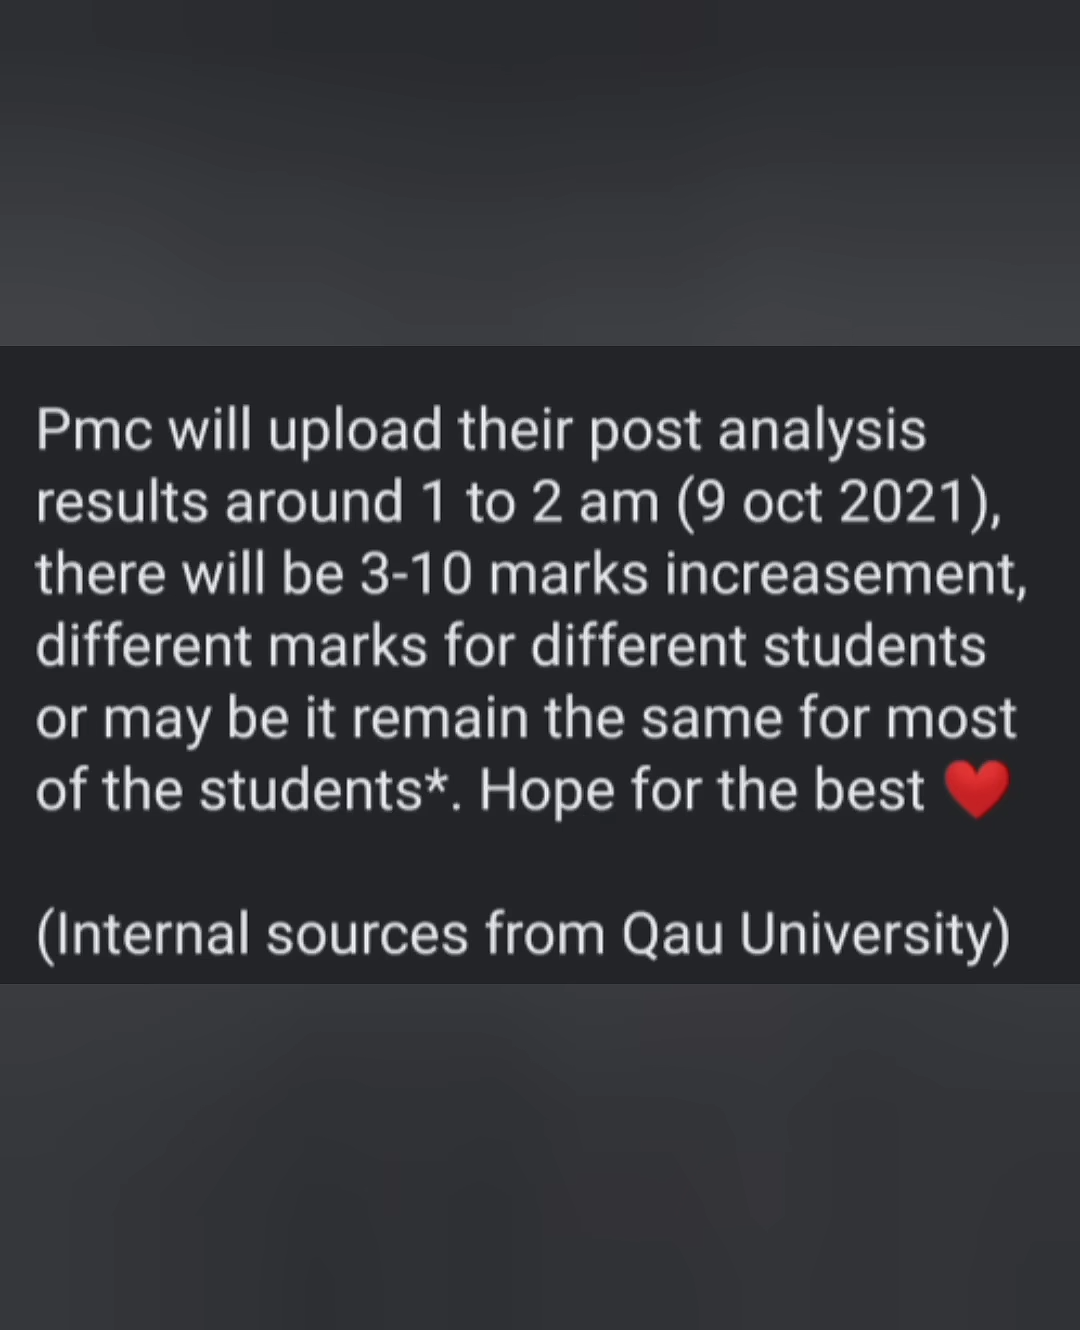 Pmc will upload their post analysis
results around 1 to 2 am (9 oct 2021),
there will be 3-10 marks increasement,
different marks for different students
or may be it remain the same for most
of the students*. Hope for the best ❤️
(Internal sources from Qau University)